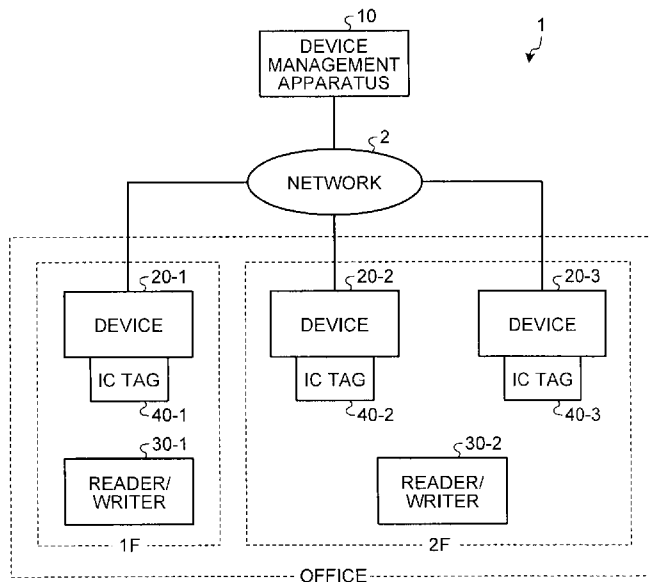 10
1
DEVICE
MANAGEMENT
APPARATUS
2
NETWORK
20-1
20-2
20-3
DEVICE
DEVICE
DEVICE
IC TAG
IC TAG
IC TAG
40-1
40-2
40-3
30-1
30-2
READER/
WRITER
READER/
WRITER
1F
2F
OFFICE